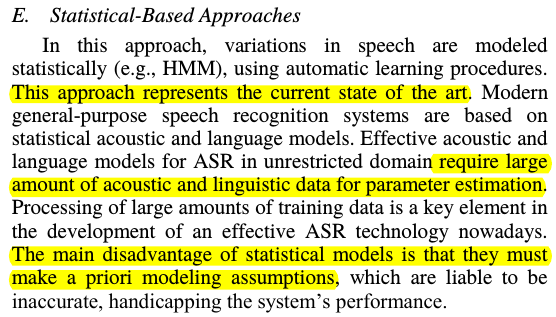 E. Statistical-Based Approaches
In this approach, variations in speech are modeled
statistically (e.g., HMM), using automatic learning procedures.
This approach represents the current state of the art. Modern
general-purpose speech recognition systems are based on
statistical acoustic and language models. Effective acoustic and
language models for ASR in unrestricted domain require large
amount of acoustic and linguistic data for parameter estimation.
Processing of large amounts of training data is a key element in
the development of an effective ASR technology nowadays.
The main disadvantage of statistical models is that they must
make a priori modeling assumptions, which are liable to be
inaccurate, handicapping the system’s performance.